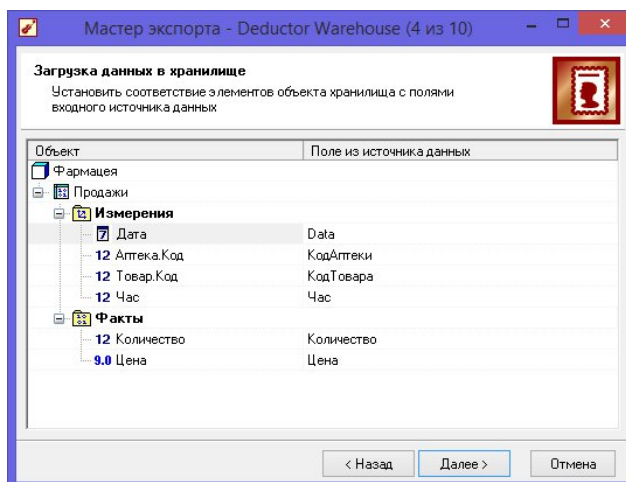 Мастер экспорта - Deductor Warehouse (4 из 10)
Загрузка данных в хранилище
Установить соответствие элементов объекта хранилища с полями
входного источника данных
Объект Поле из источника данных
Фармацея
Продажи
Измерения
7 Дата Data
12 Аптека.Код КодАптеки
12 Товар.Код КодТовара
12 Час Час
Факты
12 Количество Количество
9.0 Цена Цена
< Назад Далее > Отмена